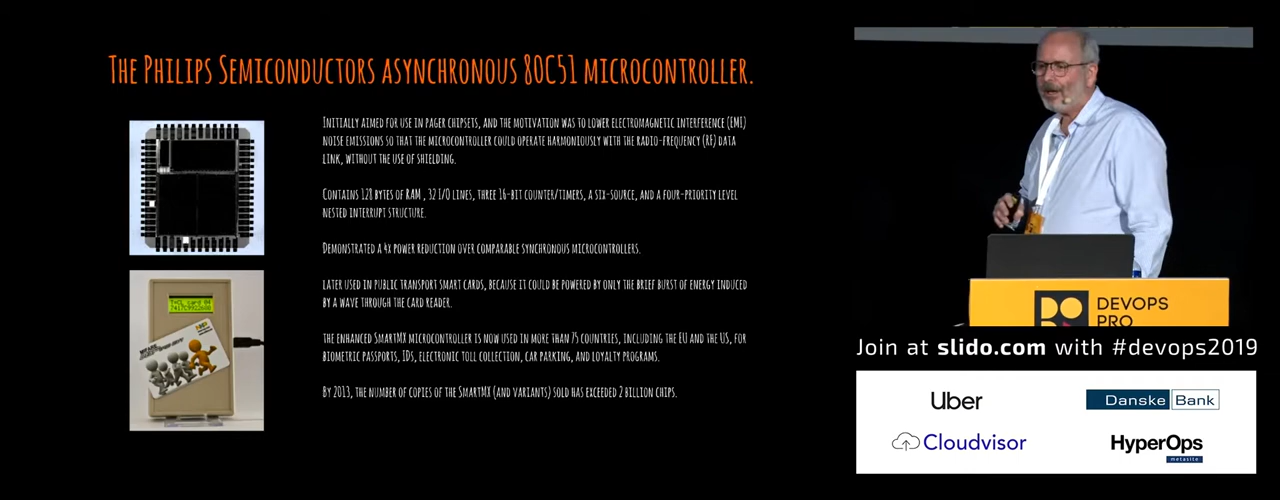 The Philips Semiconductors asynchronous 80C51 microcontroller.
Initially aimed for use in pager chipsets, and the motivation was to lower electromagnetic interference (EMI)
noise emissions so that the microcontroller could operate harmoniously with the radio-frequency (RF) data
link, without the use of shielding.
Contains 128 bytes of RAM , 32 I/O lines, three 16-bit counter/timers, a six-source, and a four-priority level
nested interrupt structure.
Demonstrated a 4x power reduction over comparable synchronous microcontrollers.
later used in public transport smart cards, because it could be powered by only the brief burst of energy induced
by a wave through the card reader.
the enhanced SmartMX microcontroller is now used in more than 75 countries, including the EU and the US, for
biometric passports, IDs, electronic toll collection, car parking, and loyalty programs.
By 2013, the number of copies of the SmartMX (and variants) sold has exceeded 2 billion chips.
DEVOPS
PRO
Join at slido.com with #devops2019
Uber
Danske Bank
Cloudvisor
HyperOps
metasite